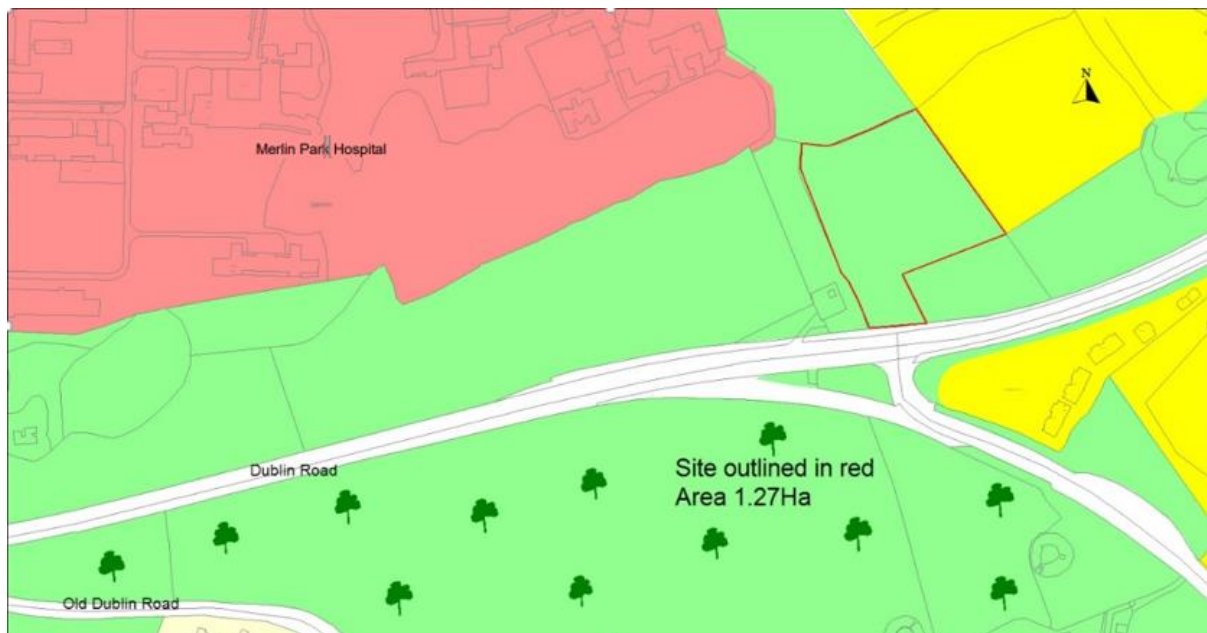 N
Merlin Park Hospital
Site outlined in red
Area 1.27Ha
Dublin Road
Old Dublin Road